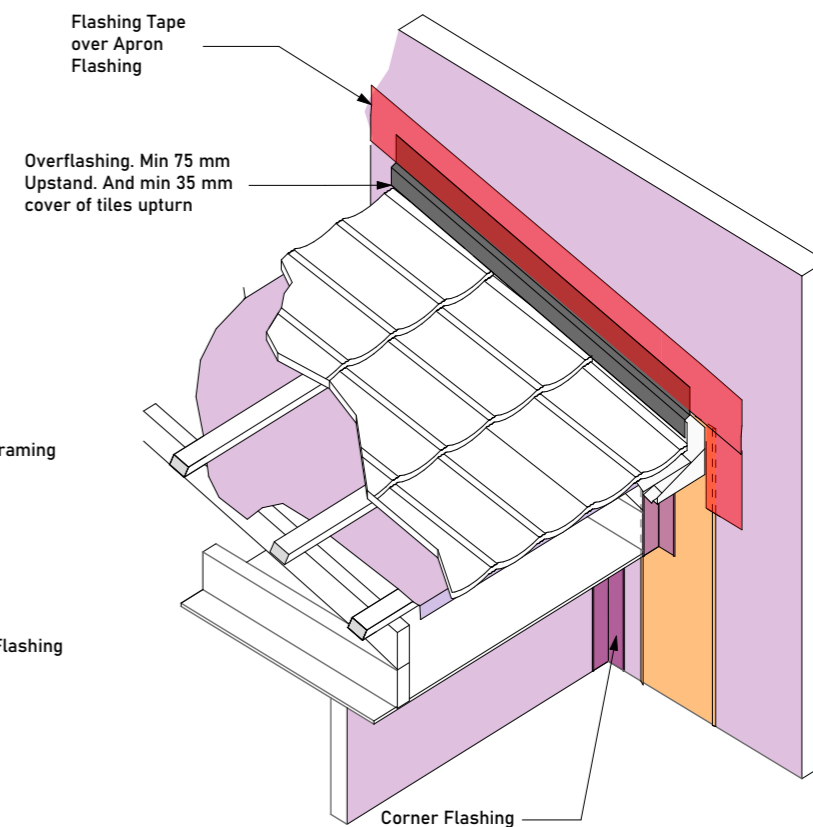 Flashing Tape
over Apron
Flashing
Overflashing. Min 75 mm
Upstand. And min 35 mm
cover of tiles upturn
raming
Flashing
Corner Flashing